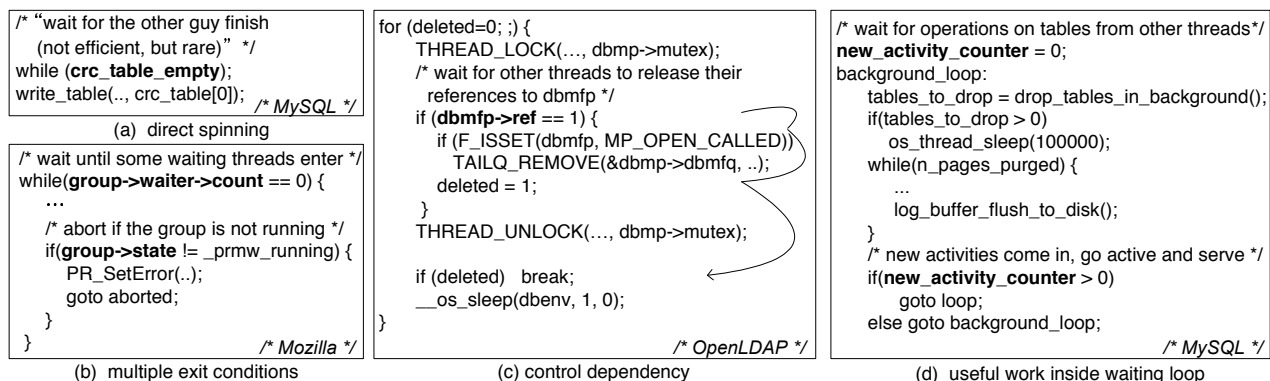 /* “wait for the other guy finish
(not efficient, but rare)” */
while (crc_table_empty);
write_table(.., crc_table[0]);
/* MySQL */
(a) direct spinning
/* wait until some waiting threads enter */
while(group->waiter->count == 0) {
...
/* abort if the group is not running */
if(group->state != _prmw_running) {
PR_SetError(..);
goto aborted;
}
}
/* Mozilla */
(b) multiple exit conditions
for (deleted=0; ;) {
THREAD_LOCK(..., dbmp->mutex);
/* wait for other threads to release their
references to dbmfp */
if (dbmfp->ref == 1) {
if (F_ISSET(dbmfp, MP_OPEN_CALLED))
TAILQ_REMOVE(&dbmp->dbmfq, ..);
deleted = 1;
}
THREAD_UNLOCK(..., dbmp->mutex);
if (deleted) break;
__os_sleep(dbenv, 1, 0);
}
/* OpenLDAP */
(c) control dependency
/* wait for operations on tables from other threads*/
new_activity_counter = 0;
background_loop:
tables_to_drop = drop_tables_in_background();
if(tables_to_drop > 0)
os_thread_sleep(100000);
while(n_pages_purged) {
...
log_buffer_flush_to_disk();
}
/* new activities come in, go active and serve */
if(new_activity_counter > 0)
goto loop;
else goto background_loop;
/* MySQL */
(d) useful work inside waiting loop